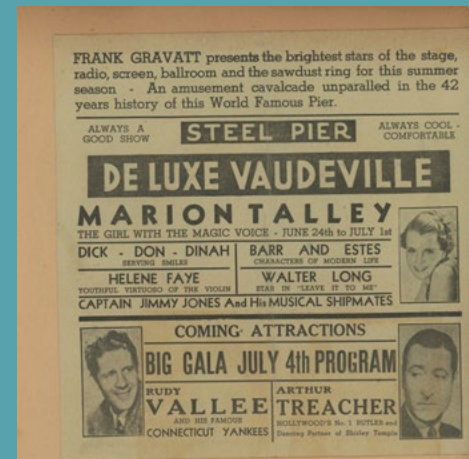 FRANK GRAVATT presents the brightest stars of the stage,
radio, screen, ballroom and the sawdust ring for this summer
season - An amusement cavalcade unparalled in the 42
years history of this World Famous Pier.
ALWAYS A
GOOD SHOW
STEEL PIER
ALWAYS COOL -
COMFORTABLE
DE LUXE VAUDEVILLE
MARION TALLEY
THE GIRL WITH THE MAGIC VOICE - JUNE 24th to JULY 1st
DICK - DON - DINAH
SERVING SMILES
BARR AND ESTES
CHARACTERS OF MODERN LIFE
HELENE FAYE
YOUTHFUL VIRTUOSO OF THE VIOLIN
WALTER LONG
STAR IN "LEAVE IT TO ME"
CAPTAIN JIMMY JONES And His MUSICAL SHIPMATES
COMING ATTRACTIONS
BIG GALA JULY 4th PROGRAM
RUDY
VALLEE
AND HIS FAMOUS
CONNECTICUT YANKEES
ARTHUR
TREACHER
HOLLYWOOD'S No. 1 BUTLER and
Dancing Partner of Shirley Temple